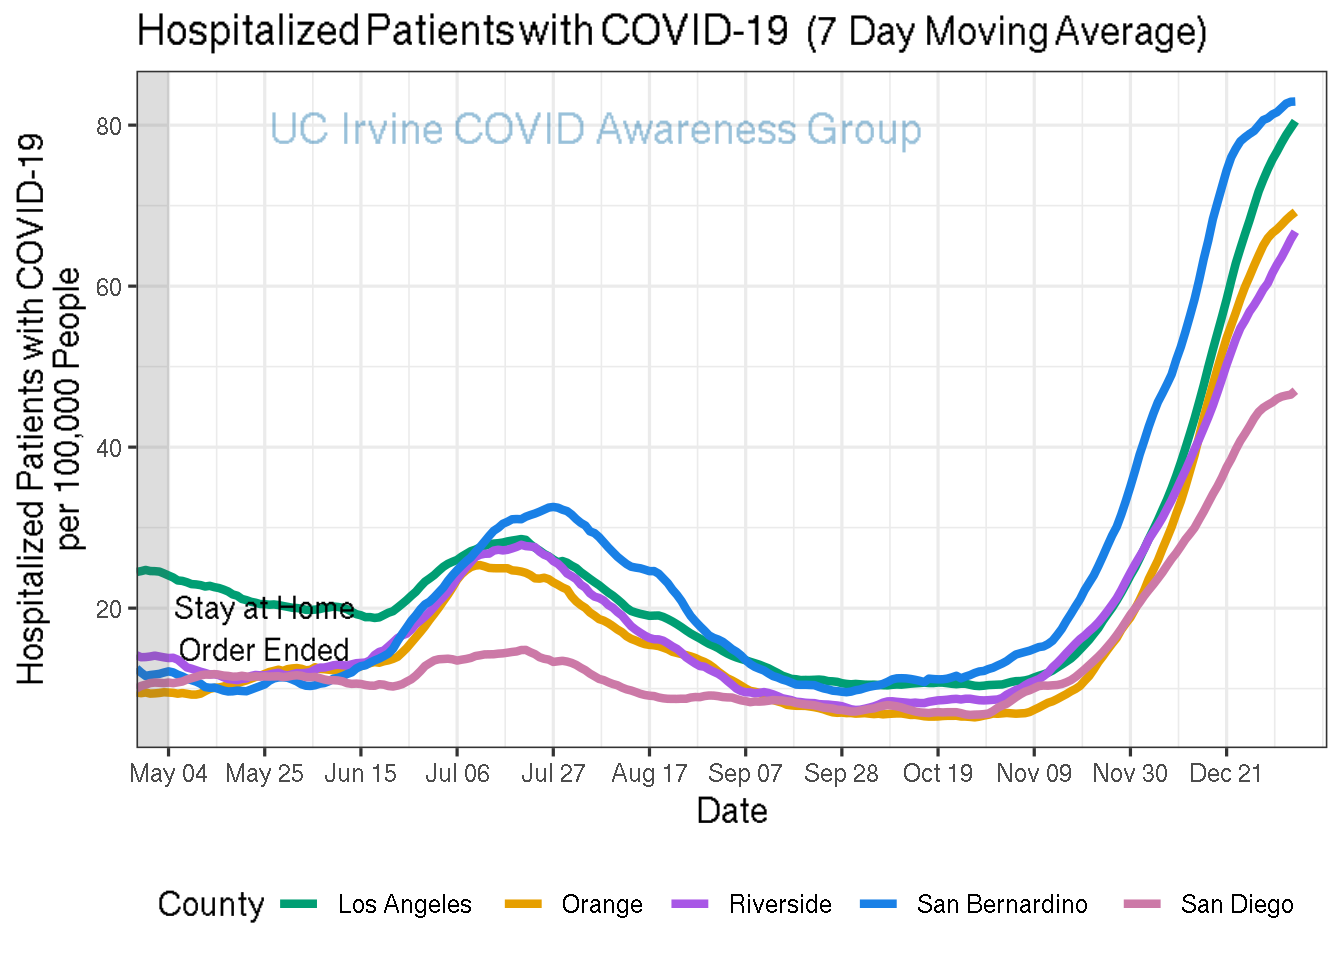 Hospitalized Patients with COVID-19 (7 Day Moving Average)
UC Irvine COVID Awareness Group
Hospitalized Patients with COVID-19
per 100,000 People
80
60
40
20
Stay at Home
Order Ended
May 04 May 25 Jun 15 Jul 06 Jul 27 Aug 17 Sep 07 Sep 28 Oct 19 Nov 09 Nov 30 Dec 21
Date
County Los Angeles Orange Riverside San Bernardino San Diego